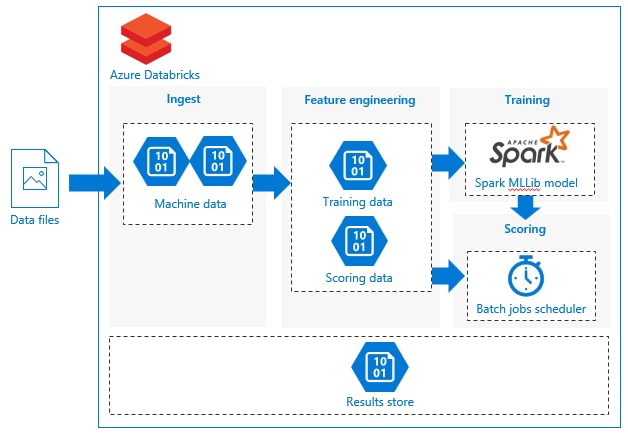 Azure Databricks
Ingest
Feature engineering
Training
10
01
10
01
Machine data
10
01
Training data
APACHE
Spark™
Spark MLLib model
Data files
10
01
Scoring data
Scoring
Batch jobs scheduler
10
01
Results store